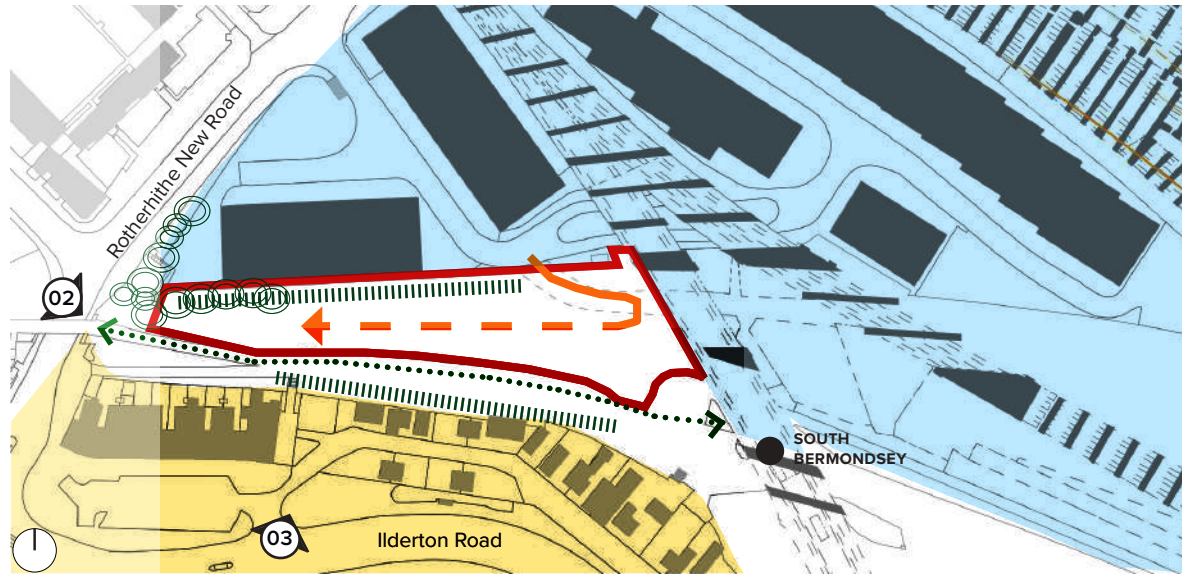 Rotherhithe New Road
02
SOUTH
BERMONDSEY
03
Ilderton Road